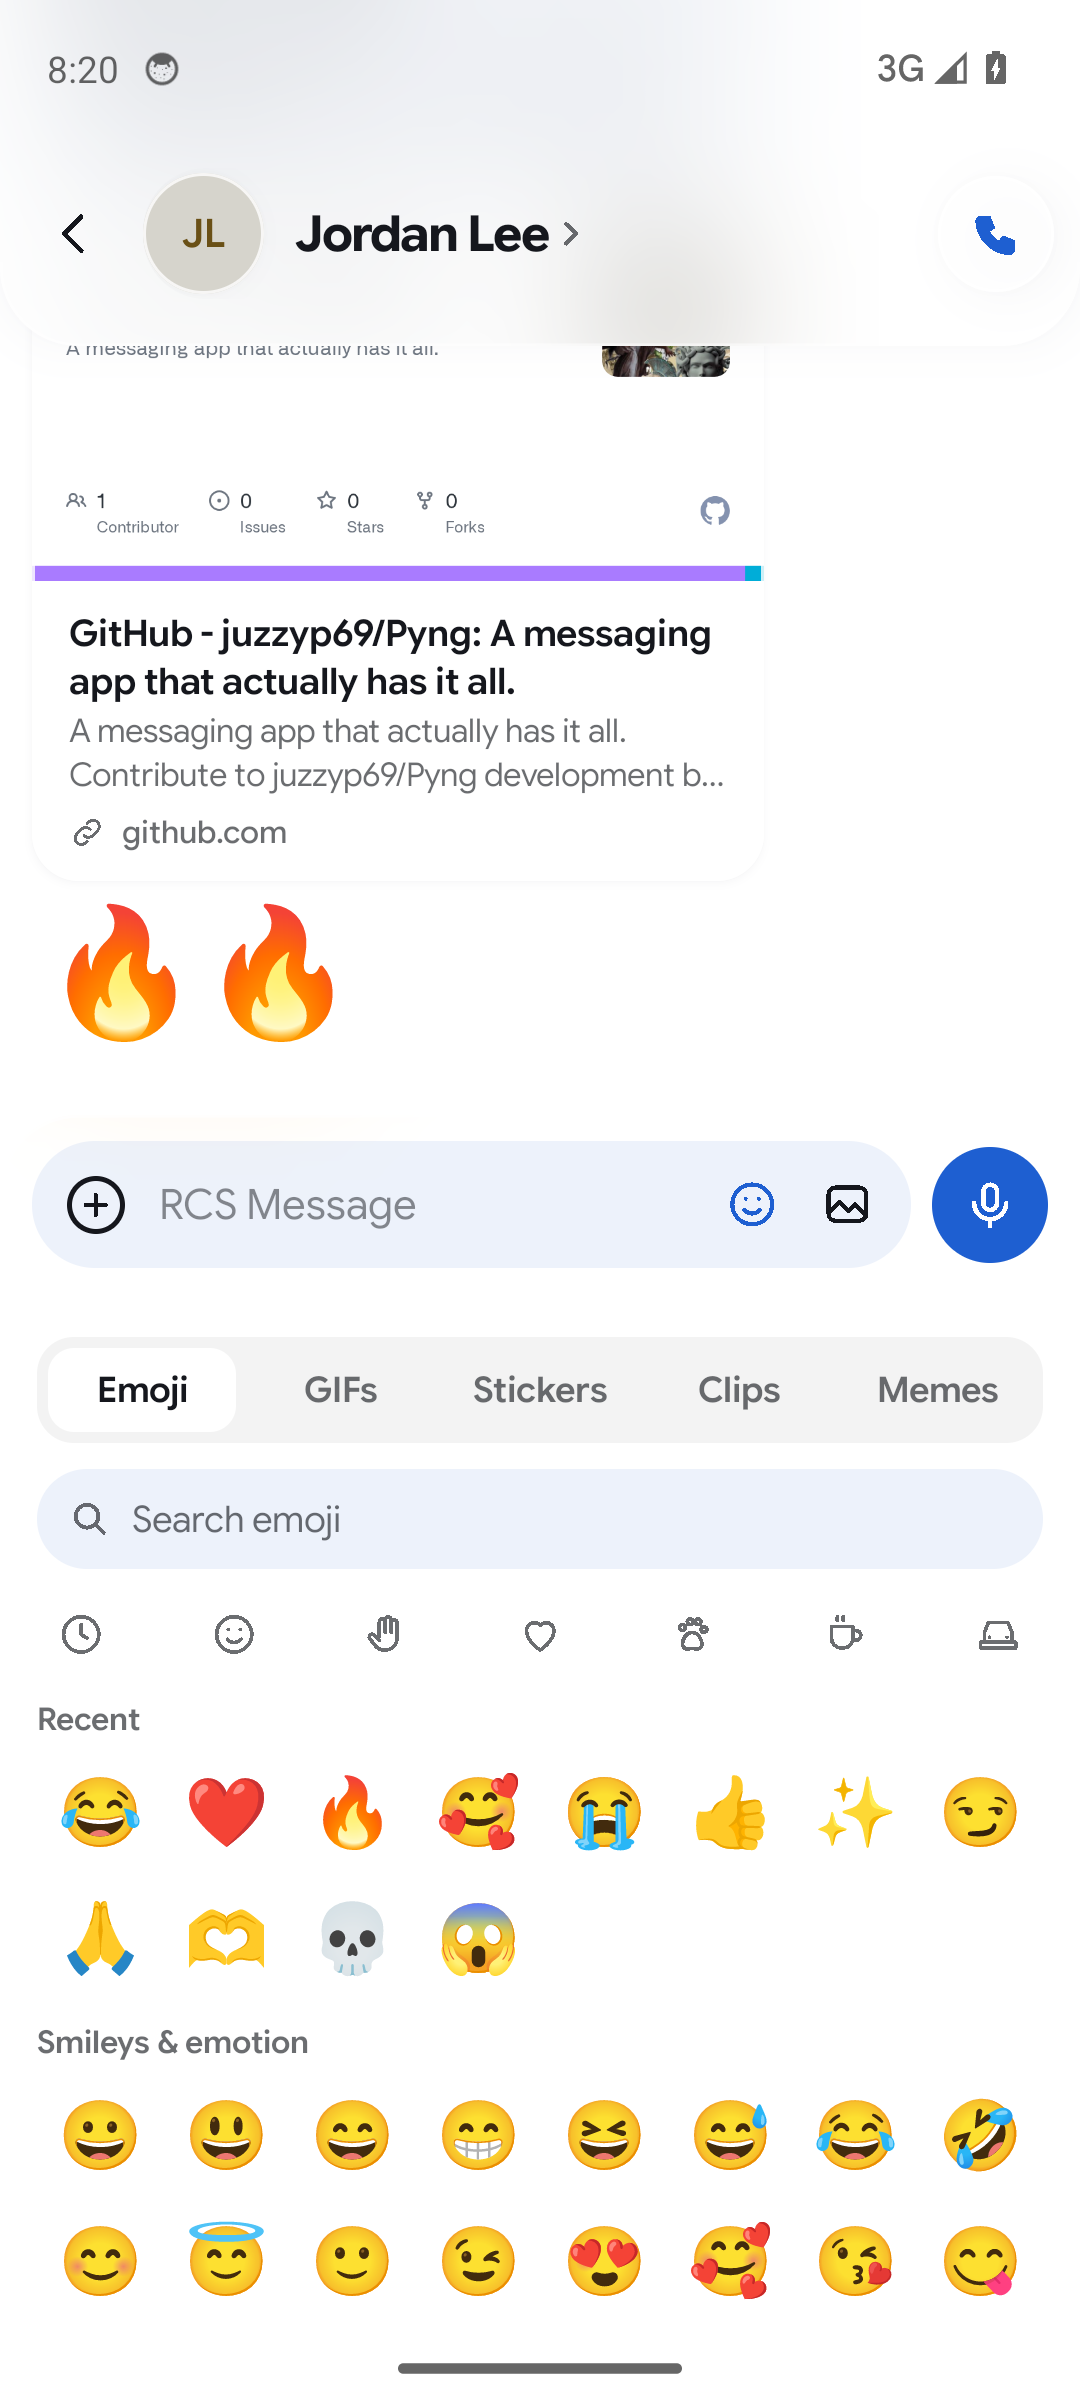 8:20
3G
JL
Jordan Lee
A messaging app that actually has it all.
1
Contributor
0
Issues
0
Stars
0
Forks
GitHub - juzzyp69/Pyng: A messaging
app that actually has it all.
A messaging app that actually has it all.
Contribute to juzzyp69/Pyng development b...
github.com
RCS Message
Emoji
GIFs
Stickers
Clips
Memes
Search emoji
Recent
Smileys & emotion